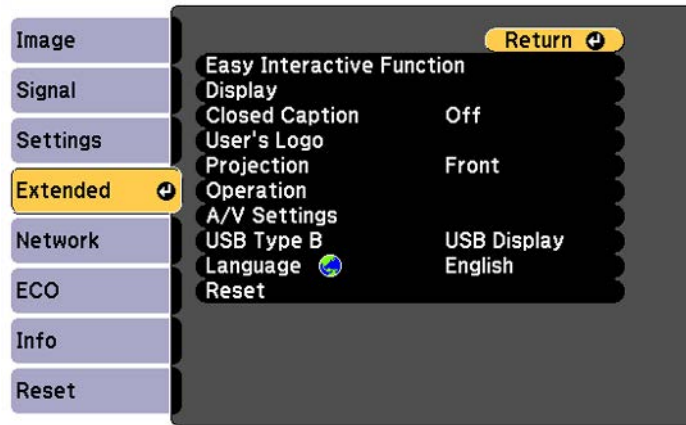 Image
Signal
Settings
Extended
Network
ECO
Info
Reset
Return
Easy Interactive Function
Display
Closed Caption Off
User's Logo
Projection Front
Operation
A/V Settings
USB Type B USB Display
Language English
Reset